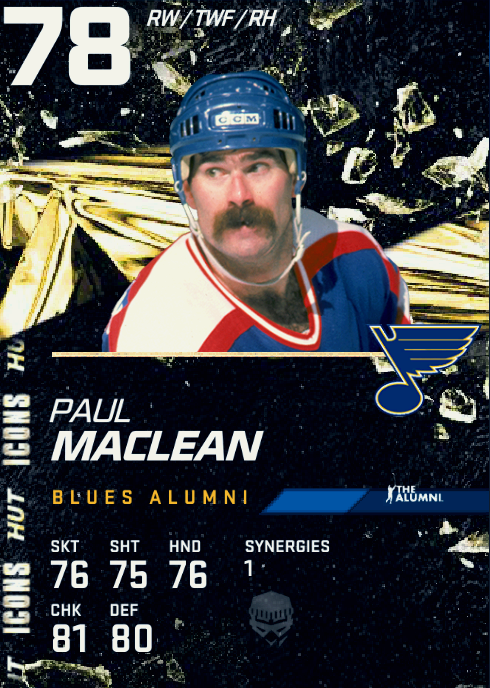 78
RW / TWF / RH
CCM
PAUL
MACLEAN
BLUES ALUMNI
THE
ALUMNI
SKT SHT HND SYNERGIES
76 75 76 1
CHK DEF
81 80
HUT ICONS HUT ICONS